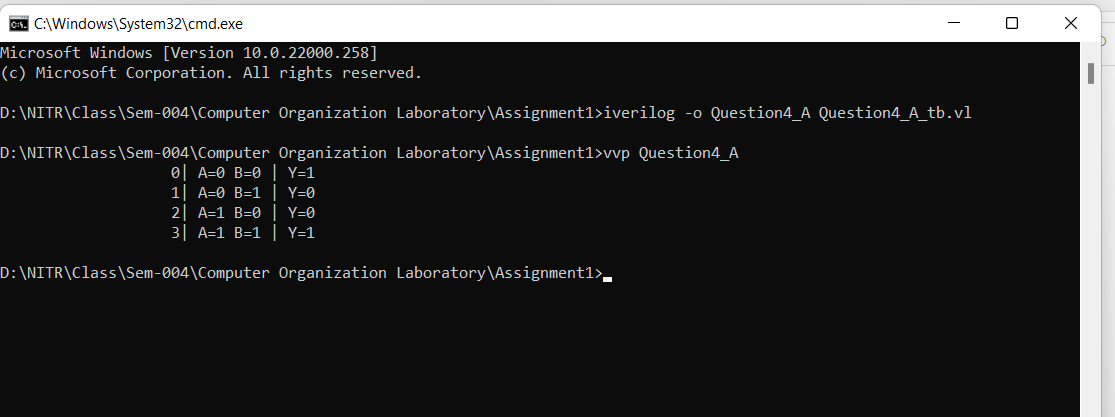 C:\Windows\System32\cmd.exe
Microsoft Windows [Version 10.0.22000.258]
(c) Microsoft Corporation. All rights reserved.
D:\NITR\Class\Sem-004\Computer Organization Laboratory\Assignment1>iverilog -o Question4_A Question4_A_tb.vl
D:\NITR\Class\Sem-004\Computer Organization Laboratory\Assignment1>vvp Question4_A
0| A=0 B=0 | Y=1
1| A=0 B=1 | Y=0
2| A=1 B=0 | Y=0
3| A=1 B=1 | Y=1
D:\NITR\Class\Sem-004\Computer Organization Laboratory\Assignment1>